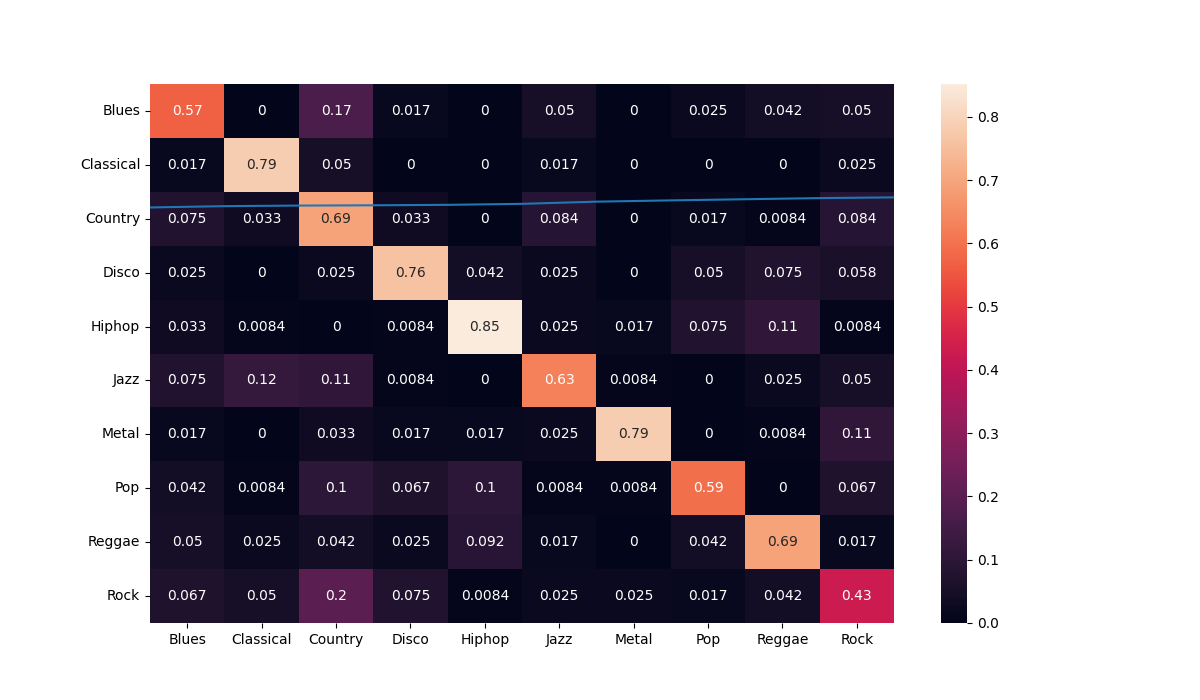 Blues 0.57 0 0.17 0.017 0 0.05 0 0.025 0.042 0.05
Classical 0.017 0.79 0.05 0 0 0.017 0 0 0 0.025
Country 0.075 0.033 0.69 0.033 0 0.084 0 0.017 0.0084 0.084
Disco 0.025 0 0.025 0.76 0.042 0.025 0 0.05 0.075 0.058
Hiphop 0.033 0.0084 0 0.0084 0.85 0.025 0.017 0.075 0.11 0.0084
Jazz 0.075 0.12 0.11 0.0084 0 0.63 0.0084 0 0.025 0.05
Metal 0.017 0 0.033 0.017 0.017 0.025 0.79 0 0.0084 0.11
Pop 0.042 0.0084 0.1 0.067 0.1 0.0084 0.0084 0.59 0 0.067
Reggae 0.05 0.025 0.042 0.025 0.092 0.017 0 0.042 0.69 0.017
Rock 0.067 0.05 0.2 0.075 0.0084 0.025 0.025 0.017 0.042 0.43
Blues Classical Country Disco Hiphop Jazz Metal Pop Reggae Rock
0.8
0.7
0.6
0.5
0.4
0.3
0.2
0.1
0.0